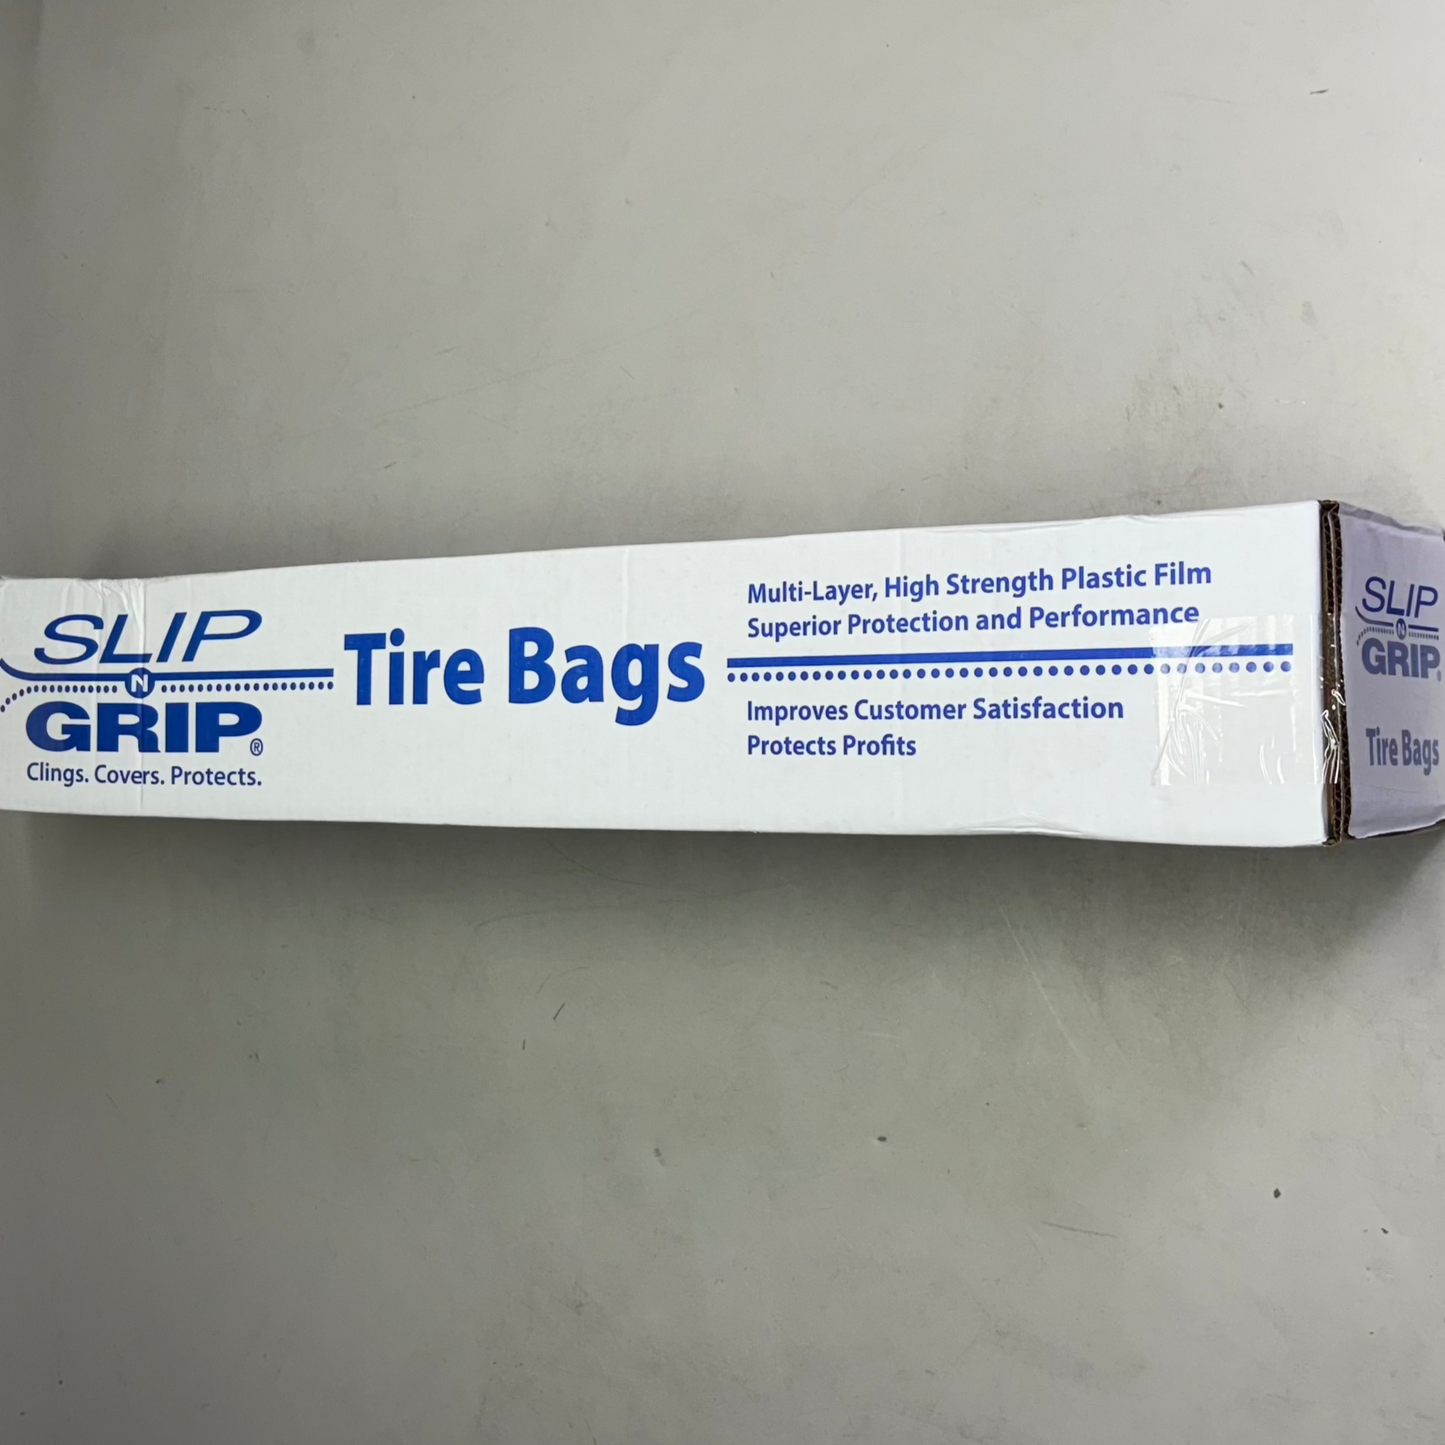 SLIP
N
GRIP®
Clings. Covers. Protects.
Tire Bags
Multi-Layer, High Strength Plastic Film
Superior Protection and Performance
Improves Customer Satisfaction
Protects Profits
SLIP
N
GRIP®
Tire Bags